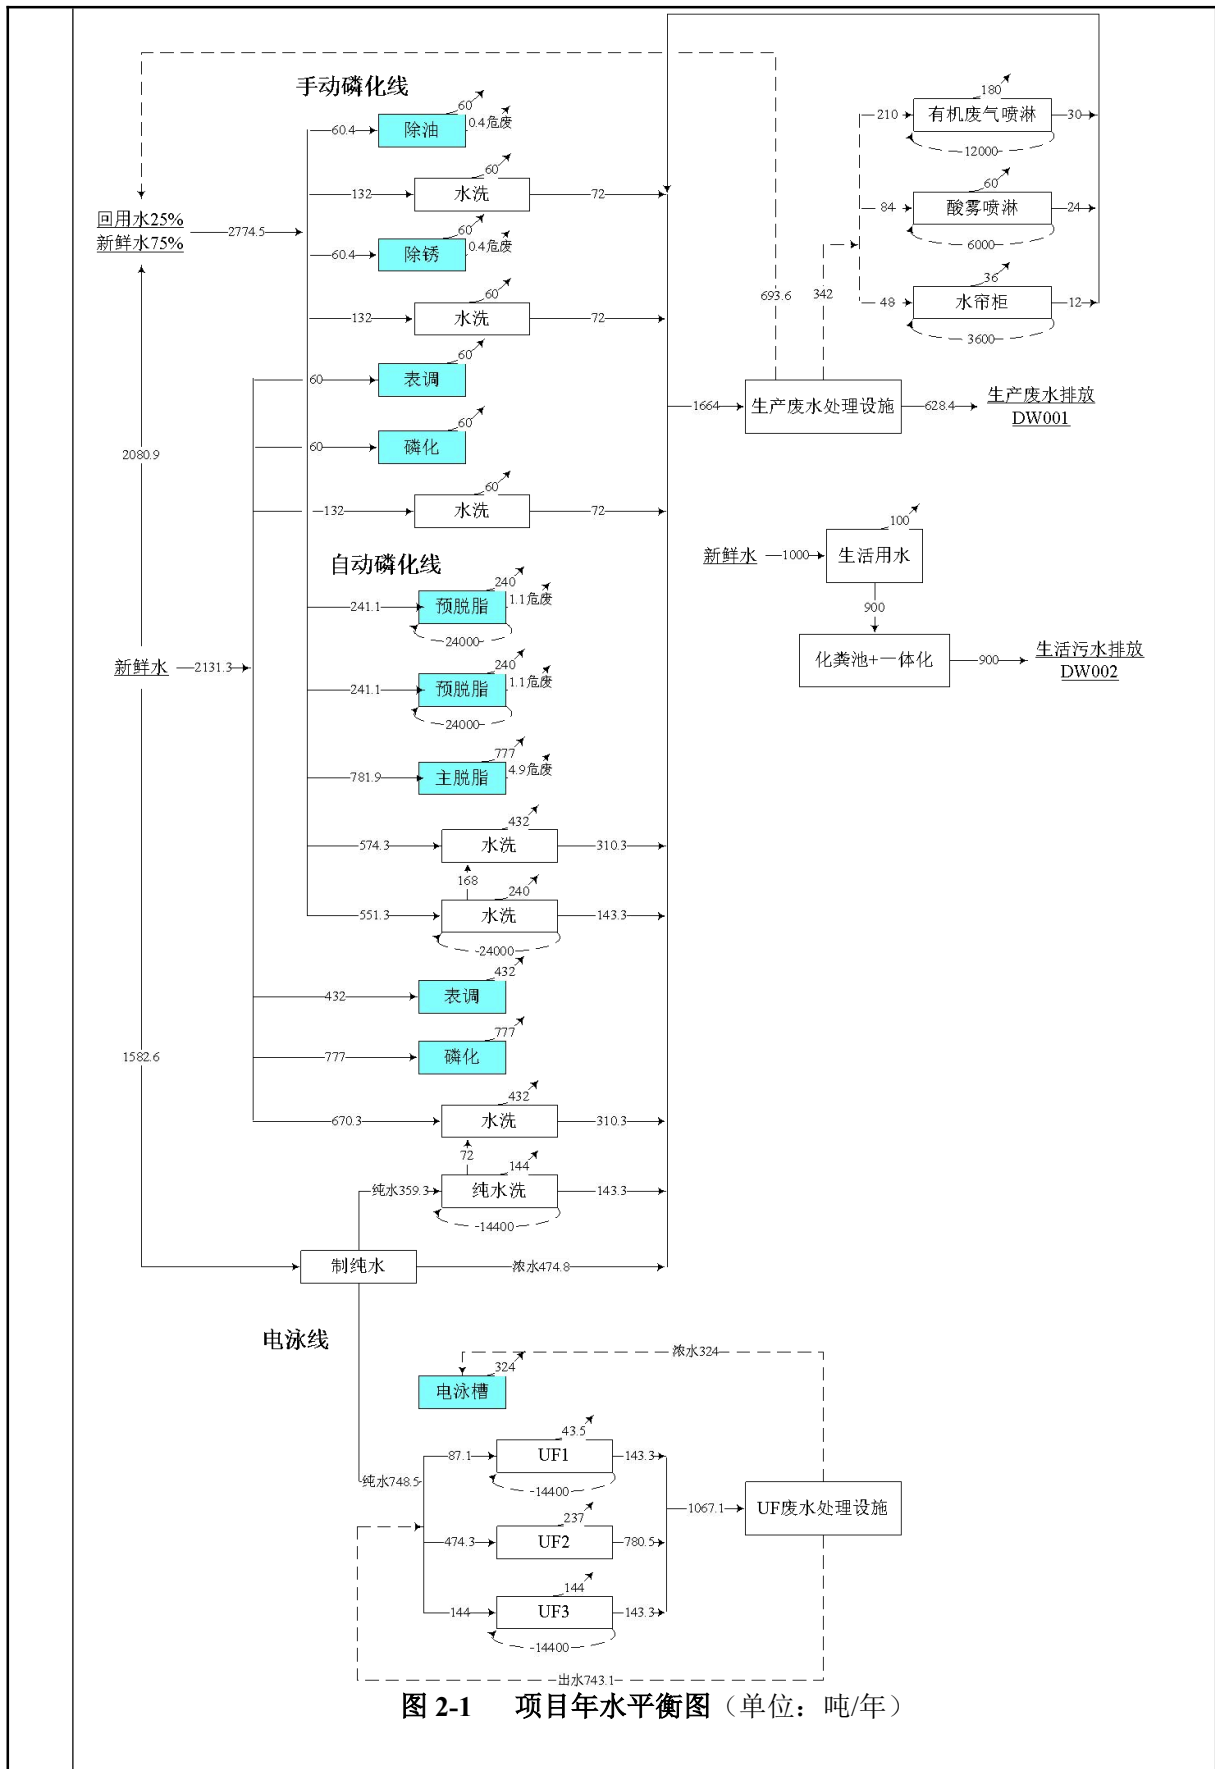 手动磷化线
60
60.4
除油
0.4危废
60
132
水洗
72
回用水25%
新鲜水75%
2774.5
60
60.4
除锈
0.4危废
60
132
水洗
72
60
60
表调
60
60
磷化
2080.9
60
132
水洗
72
180
210
有机废气喷淋
30
12000
60
84
酸雾喷淋
24
6000
36
48
水帘柜
12
3600
693.6
342
1664
生产废水处理设施
628.4
生产废水排放
DW001
100
新鲜水
1000
生活用水
900
化粪池+一体化
900
生活污水排放
DW002
自动磷化线
240
241.1
预脱脂
1.1危废
24000
新鲜水
2131.3
240
241.1
预脱脂
1.1危废
24000
777
781.9
主脱脂
4.9危废
432
574.3
水洗
310.3
168
240
551.3
水洗
143.3
24000
432
432
表调
777
777
磷化
1582.6
432
670.3
水洗
310.3
72
144
纯水359.3
纯水洗
143.3
14400
制纯水
浓水474.8
电泳线
浓水324
324
电泳槽
43.5
87.1
UF1
143.3
14400
纯水748.5
237
474.3
UF2
780.5
1067.1
UF废水处理设施
144
144
UF3
143.3
14400
出水743.1
图 2-1 项目年水平衡图（单位：吨/年）